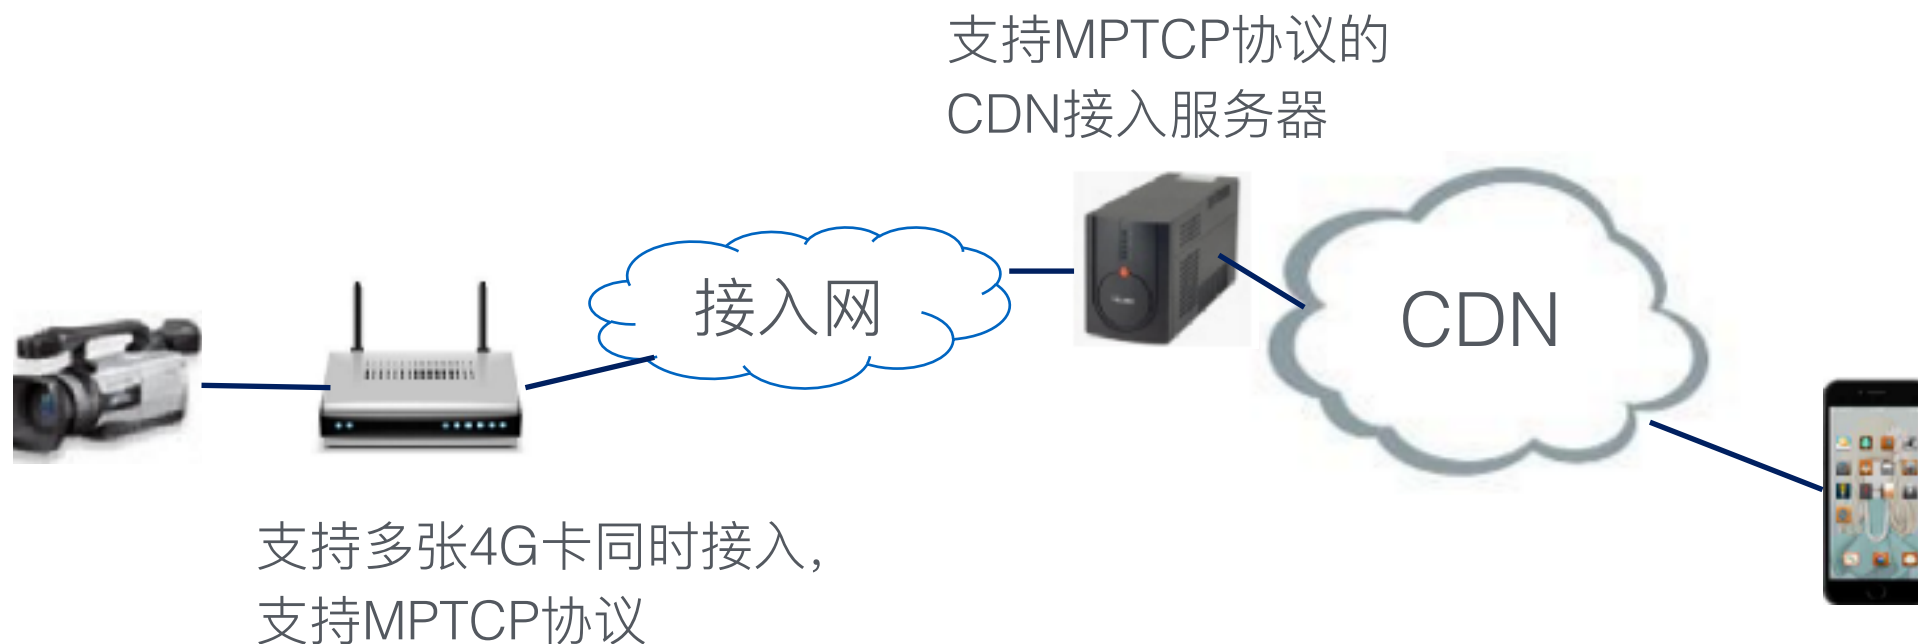 支持MPTCP协议的
CDN接入服务器
接入网
CDN
支持多张4G卡同时接入，
支持MPTCP协议